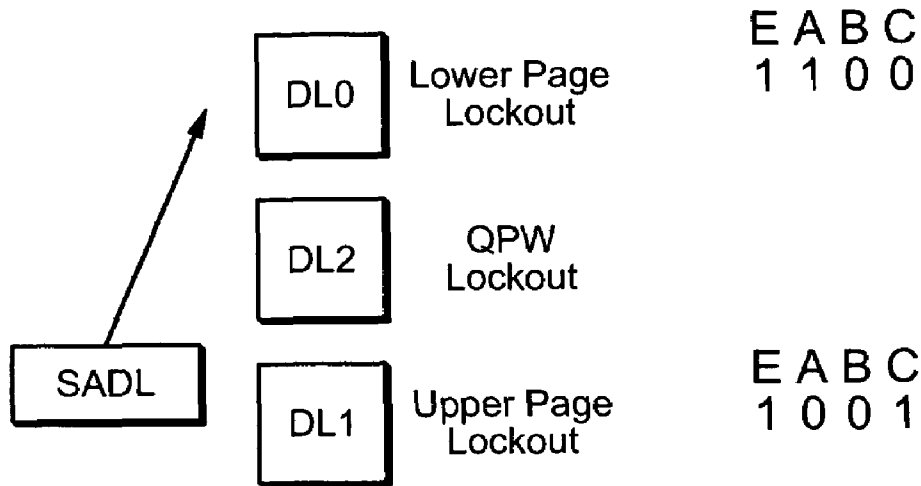 E A B C
1 1 0 0
DL0
Lower Page
Lockout
DL2
QPW
Lockout
SADL
DL1
Upper Page
Lockout
E A B C
1 0 0 1